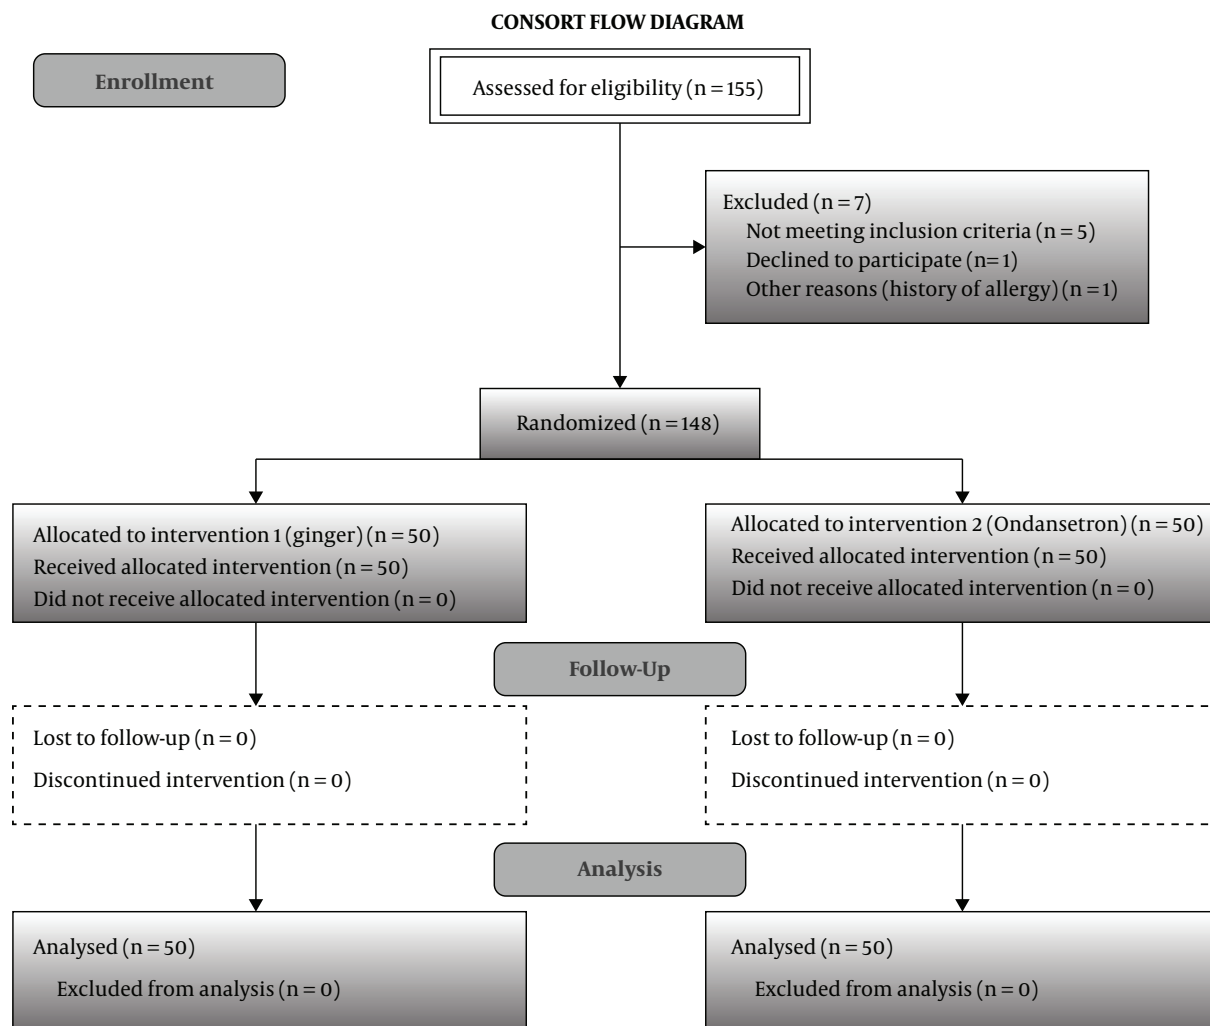 CONSORT FLOW DIAGRAM
Enrollment
Assessed for eligibility (n = 155)
Excluded (n = 7)
Not meeting inclusion criteria (n = 5)
Declined to participate (n= 1)
Other reasons (history of allergy) (n = 1)
Randomized (n = 148)
Allocated to intervention 1 (ginger) (n = 50)
Received allocated intervention (n = 50)
Did not receive allocated intervention (n = 0)
Allocated to intervention 2 (Ondansetron) (n = 50)
Received allocated intervention (n = 50)
Did not receive allocated intervention (n = 0)
Follow-Up
Lost to follow-up (n = 0)
Discontinued intervention (n = 0)
Lost to follow-up (n = 0)
Discontinued intervention (n = 0)
Analysis
Analysed (n = 50)
Excluded from analysis (n = 0)
Analysed (n = 50)
Excluded from analysis (n = 0)